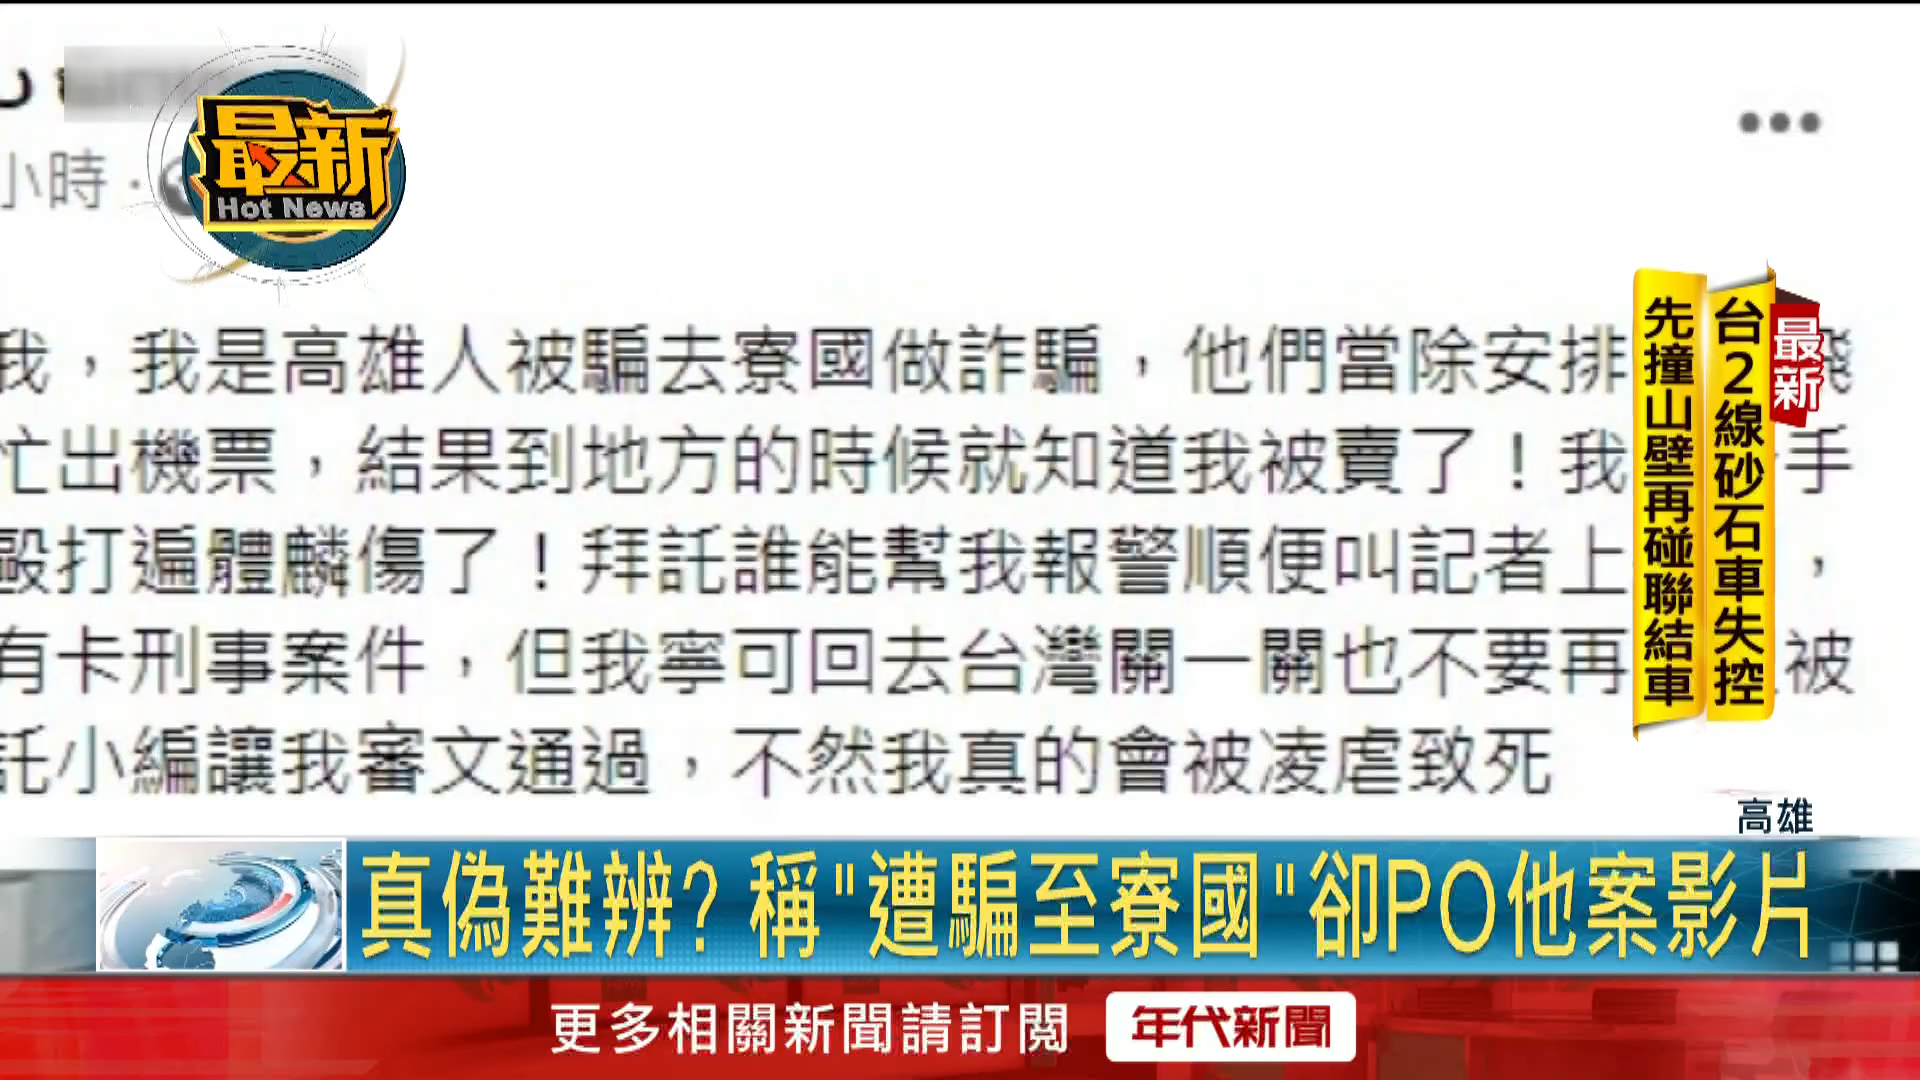 最新
Hot News
小時
我，我是高雄人被騙去寮國做詐騙，他們當除安排
忙出機票，結果到地方的時候就知道我被賣了！我 手
毆打遍體麟傷了！拜託誰能幫我報警順便叫記者上 ，
有卡刑事案件，但我寧可回去台灣關一關也不要再 被
託小編讓我審文通過，不然我真的會被凌虐致死
最新
台2線砂石車失控
先撞山壁再碰聯結車
高雄
真偽難辨? 稱"遭騙至寮國"卻PO他案影片
更多相關新聞請訂閱 年代新聞